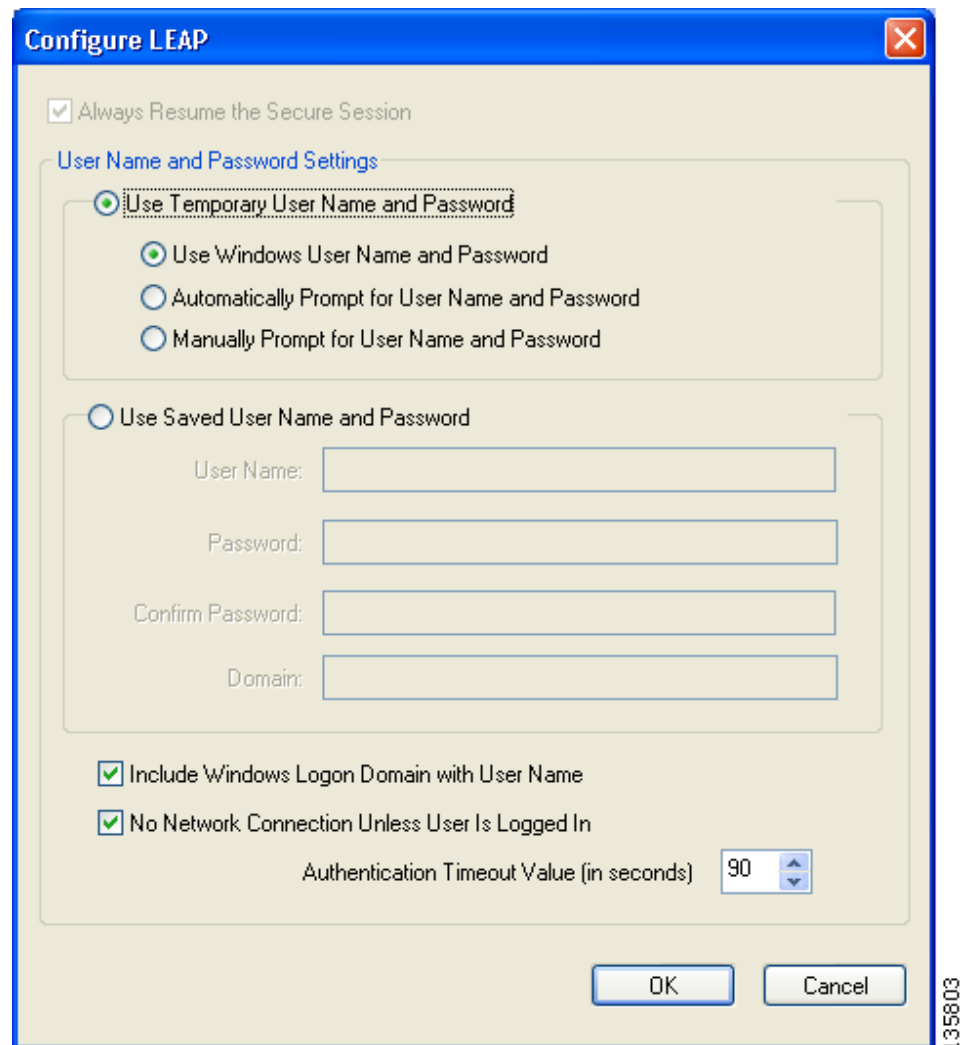 Configure LEAP
Always Resume the Secure Session
User Name and Password Settings
Use Temporary User Name and Password
Use Windows User Name and Password
Automatically Prompt for User Name and Password
Manually Prompt for User Name and Password
Use Saved User Name and Password
User Name:
Password:
Confirm Password:
Domain:
Include Windows Logon Domain with User Name
No Network Connection Unless User Is Logged In
Authentication Timeout Value (in seconds) 90
OK Cancel
135803